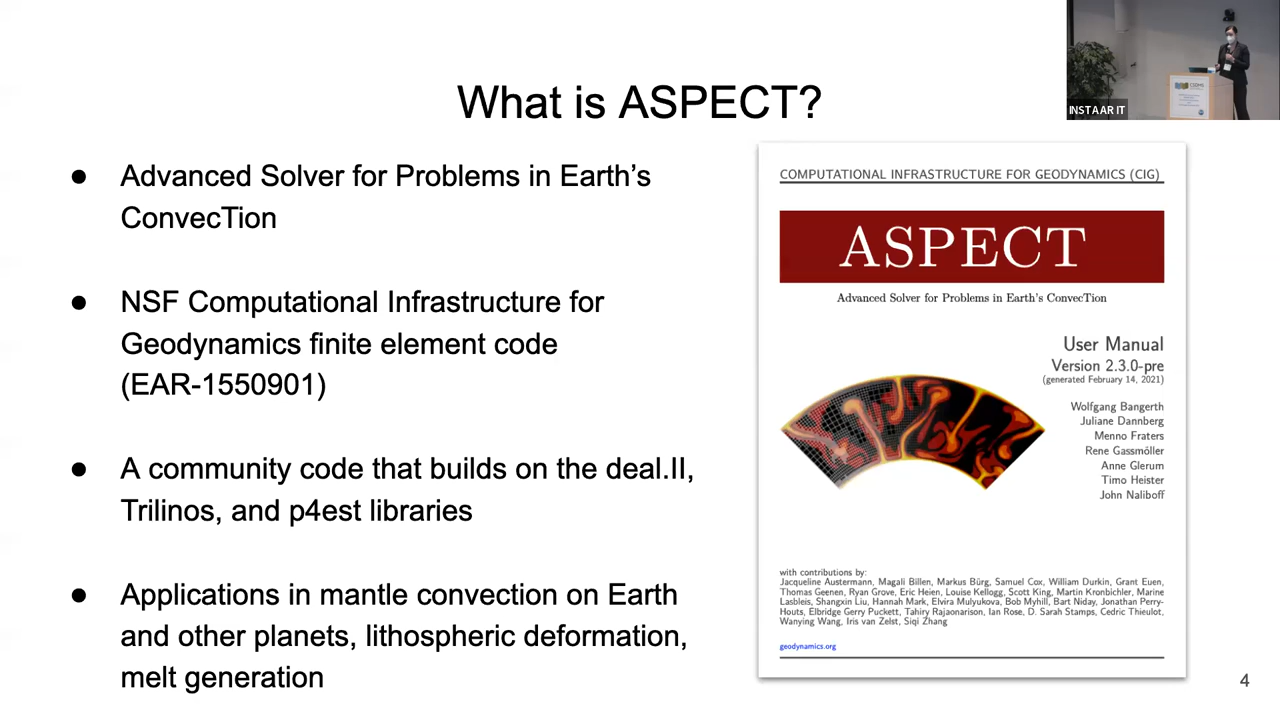 What is ASPECT?
INSTAAR IT
● Advanced Solver for Problems in Earth’s
ConvecTion
● NSF Computational Infrastructure for
Geodynamics finite element code
(EAR-1550901)
● A community code that builds on the deal.II,
Trilinos, and p4est libraries
● Applications in mantle convection on Earth
and other planets, lithospheric deformation,
melt generation
COMPUTATIONAL INFRASTRUCTURE FOR GEODYNAMICS (CIG)
ASPECT
Advanced Solver for Problems in Earth’s ConvecTion
User Manual
Version 2.3.0-pre
(generated February 14, 2021)
Wolfgang Bangerth
Juliane Dannberg
Menno Fraters
Rene Gassmöller
Anne Glerum
Timo Heister
John Naliboff
with contributions by:
Jacqueline Austermann, Magali Billen, Markus Bürg, Samuel Cox, William Durkin, Grant Euen,
Thomas Geenen, Ryan Grove, Eric Heien, Louise Kellogg, Scott King, Martin Kronbichler, Marine
Lasbleis, Shangxin Liu, Hannah Mark, Elvira Mulyukova, Bob Myhill, Bart Niday, Jonathan Perry-
Houts, Elbridge Gerry Puckett, Tahiry Rajaonarison, Ian Rose, D. Sarah Stamps, Cedric Thieulot,
Wanying Wang, Iris van Zelst, Siqi Zhang
geodynamics.org
4